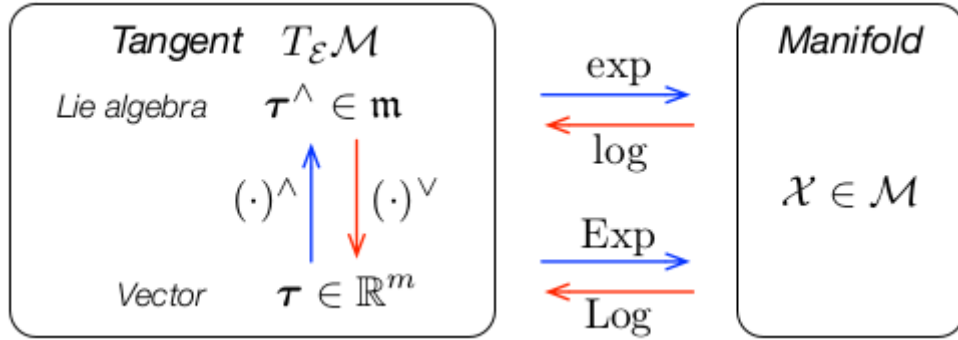 Tangent T_ℰℳ
Lie algebra τ^∧ ∈ 𝔪
(·)^∧ (·)^∨
Vector τ ∈ ℝ^m
exp
log
Exp
Log
Manifold
𝒳 ∈ ℳ